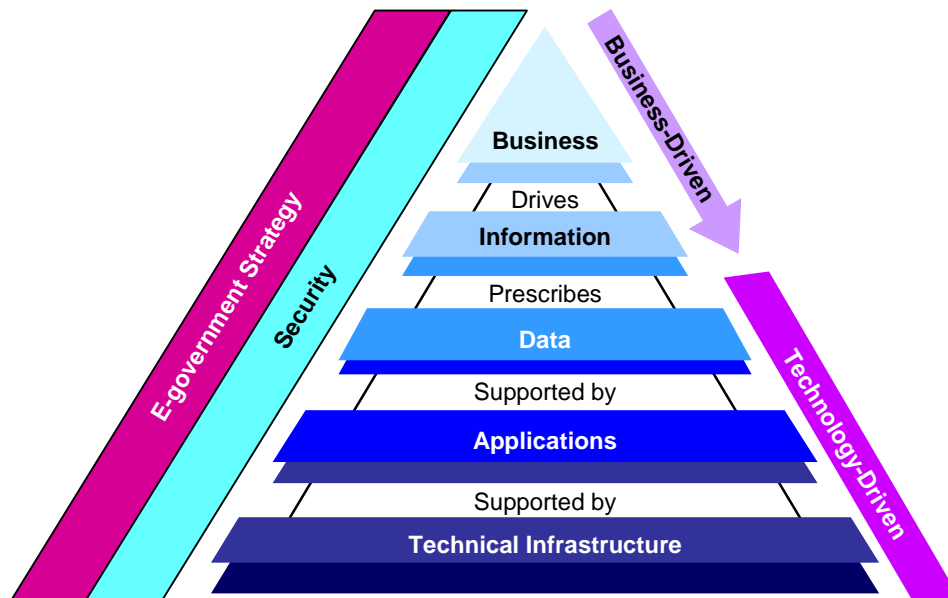 E-government Strategy
Security
Business-Driven
Technology-Driven
Business
Drives
Information
Prescribes
Data
Supported by
Applications
Supported by
Technical Infrastructure